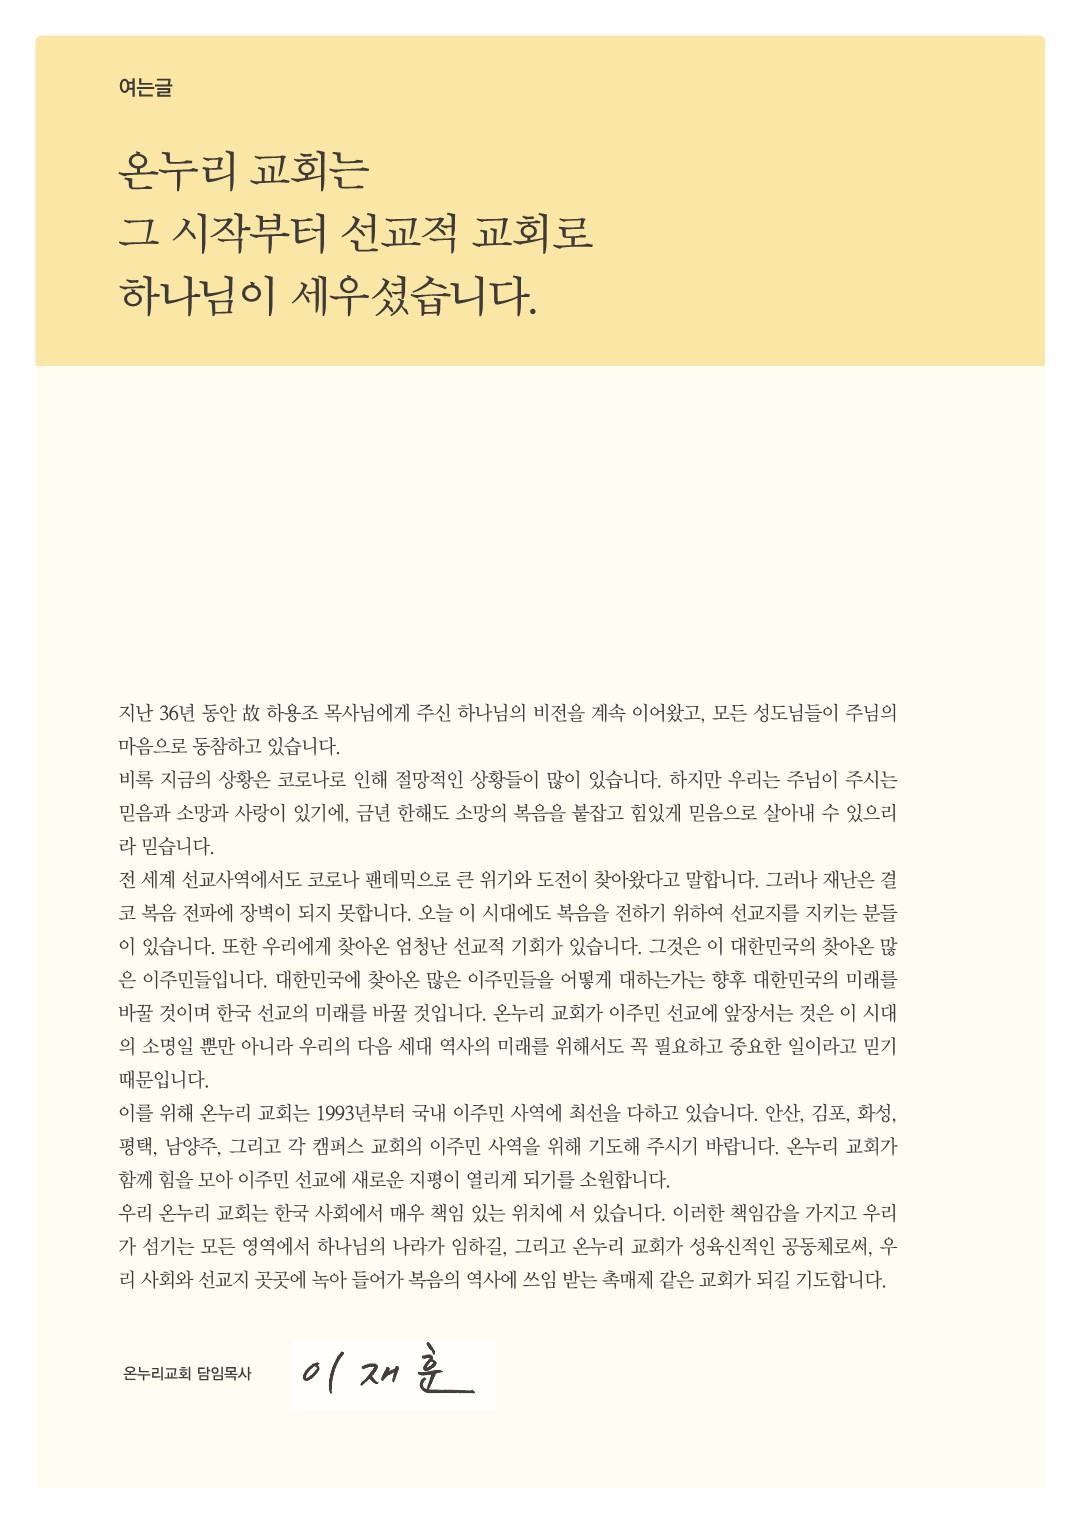 여는글
온누리 교회는
그 시작부터 선교적 교회로
하나님이 세우셨습니다.
지난 36년 동안 故 하용조 목사님에게 주신 하나님의 비전을 계속 이어왔고, 모든 성도님들이 주님의
마음으로 동참하고 있습니다.
비록 지금의 상황은 코로나로 인해 절망적인 상황들이 많이 있습니다. 하지만 우리는 주님이 주시는
믿음과 소망과 사랑이 있기에, 금년 한해도 소망의 복음을 붙잡고 힘있게 믿음으로 살아내 수 있으리
라 믿습니다.
전 세계 선교사역에서도 코로나 팬데믹으로 큰 위기와 도전이 찾아왔다고 말합니다. 그러나 재난은 결
코 복음 전파에 장벽이 되지 못합니다. 오늘 이 시대에도 복음을 전하기 위하여 선교지를 지키는 분들
이 있습니다. 또한 우리에게 찾아온 엄청난 선교적 기회가 있습니다. 그것은 이 대한민국의 찾아온 많
은 이주민들입니다. 대한민국에 찾아온 많은 이주민들을 어떻게 대하는가는 향후 대한민국의 미래를
바꿀 것이며 한국 선교의 미래를 바꿀 것입니다. 온누리 교회가 이주민 선교에 앞장서는 것은 이 시대
의 소명일 뿐만 아니라 우리의 다음 세대 역사의 미래를 위해서도 꼭 필요하고 중요한 일이라고 믿기
때문입니다.
이를 위해 온누리 교회는 1993년부터 국내 이주민 사역에 최선을 다하고 있습니다. 안산, 김포, 화성,
평택, 남양주, 그리고 각 캠퍼스 교회의 이주민 사역을 위해 기도해 주시기 바랍니다. 온누리 교회가
함께 힘을 모아 이주민 선교에 새로운 지평이 열리게 되기를 소원합니다.
우리 온누리 교회는 한국 사회에서 매우 책임 있는 위치에 서 있습니다. 이러한 책임감을 가지고 우리
가 섬기는 모든 영역에서 하나님의 나라가 임하길, 그리고 온누리 교회가 성육신적인 공동체로써, 우
리 사회와 선교지 곳곳에 녹아 들어가 복음의 역사에 쓰임 받는 촉매제 같은 교회가 되길 기도합니다.
온누리교회 담임목사 이재훈